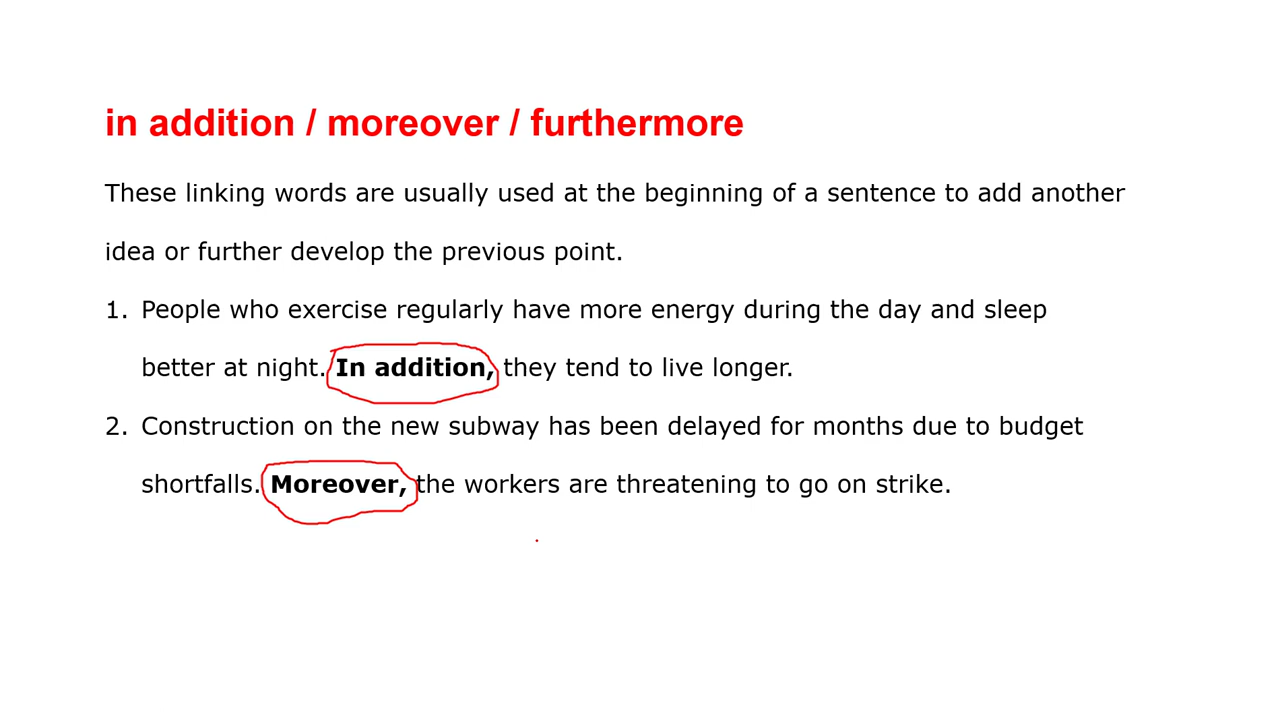 in addition / moreover / furthermore
These linking words are usually used at the beginning of a sentence to add another
idea or further develop the previous point.
1. People who exercise regularly have more energy during the day and sleep
better at night. In addition, they tend to live longer.
2. Construction on the new subway has been delayed for months due to budget
shortfalls. Moreover, the workers are threatening to go on strike.